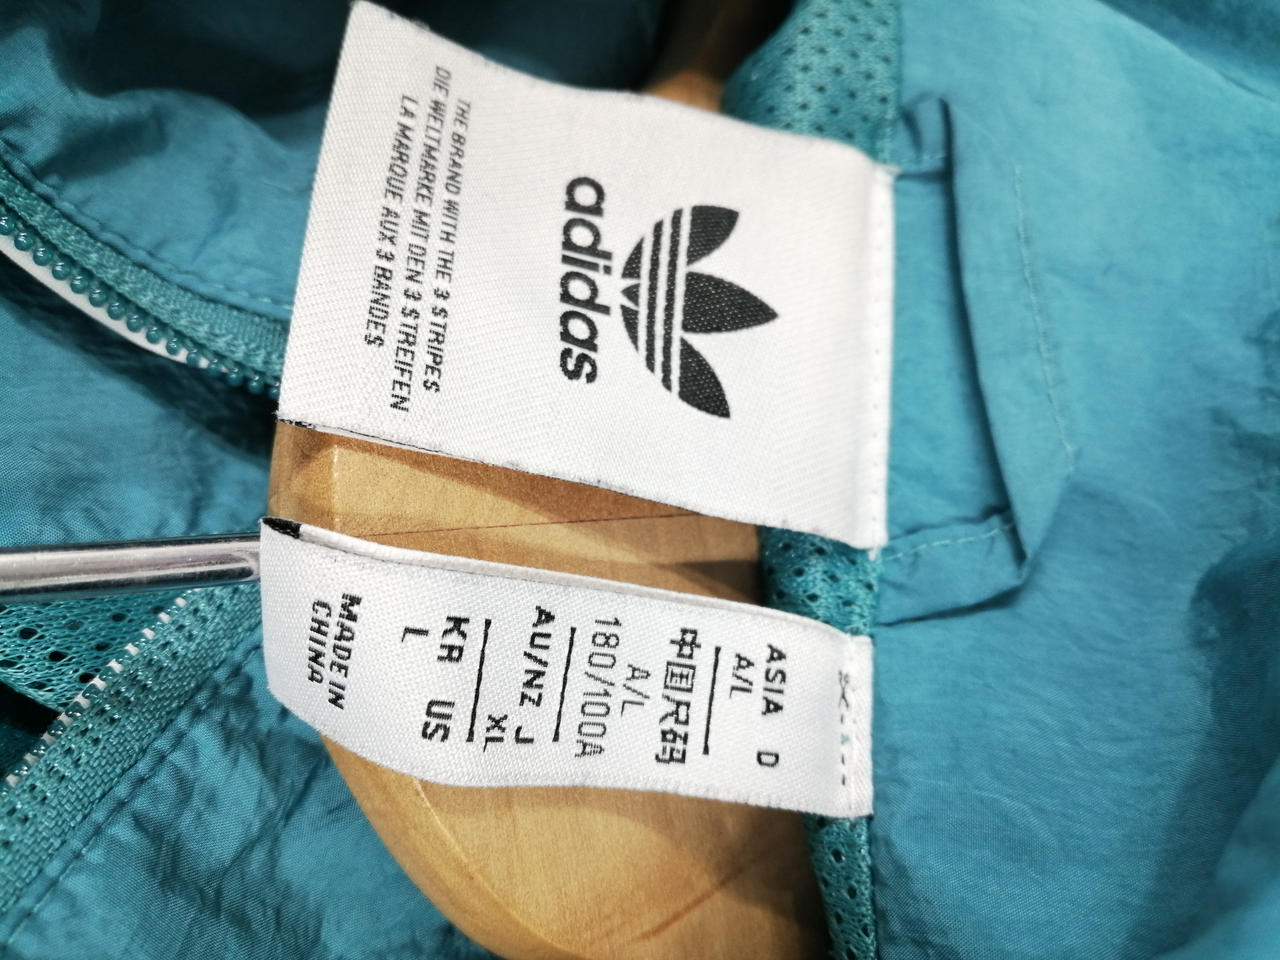 adidas
THE BRAND WITH THE 3 STRIPES
DIE WELTMARKE MIT DEN 3 STREIFEN
LA MARQUE AUX 3 BANDES
ASIA D
A/L
中国尺码
A/L
180/100A
AU/NZ J
XL
KR US
L
MADE IN
CHINA